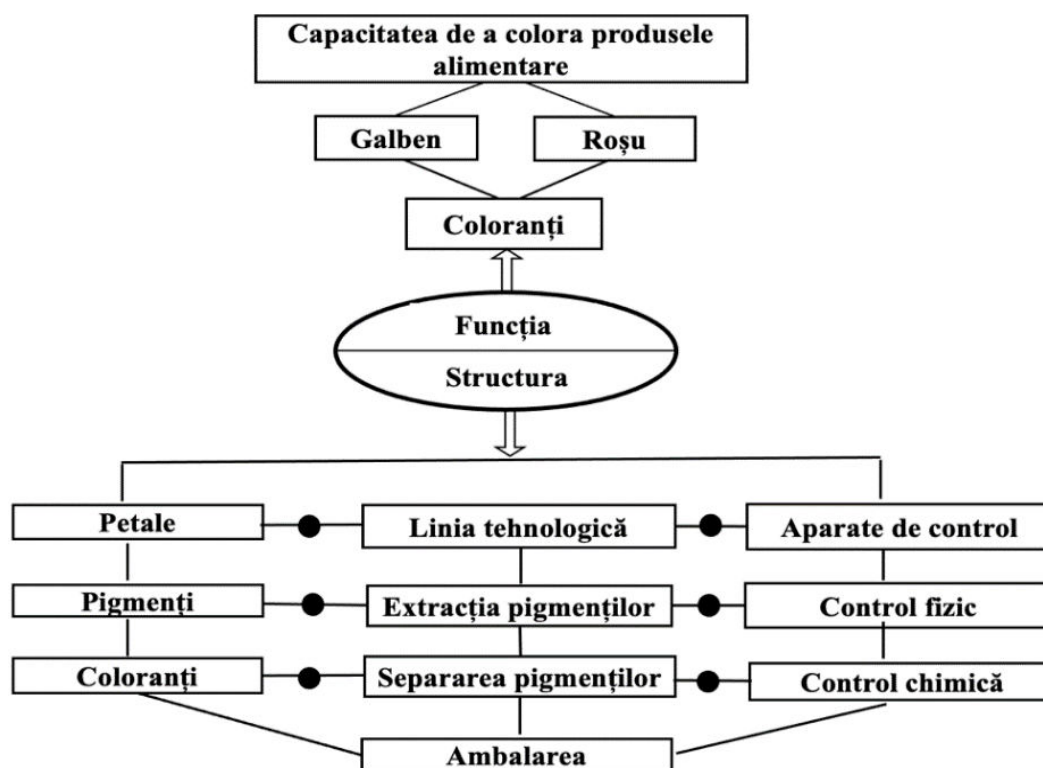 Capacitatea de a colora produsele
alimentare
Galben
Roșu
Coloranți
Funcția
Structura
Petale
Linia tehnologică
Aparate de control
Pigmenți
Extracția pigmenților
Control fizic
Coloranți
Separarea pigmenților
Control chimică
Ambalarea